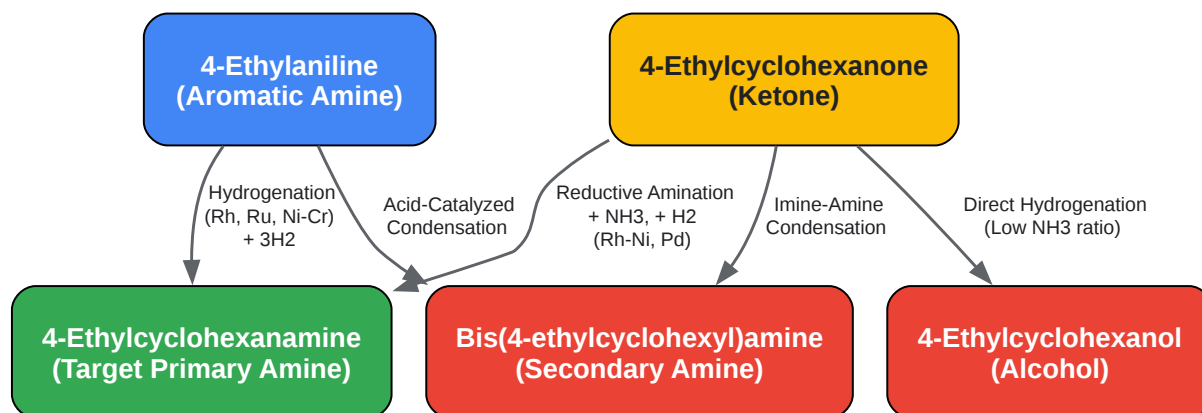 4-Ethylaniline
(Aromatic Amine)
4-Ethylcyclohexanone
(Ketone)
Hydrogenation
(Rh, Ru, Ni-Cr)
+ 3H2
Acid-Catalyzed
Condensation
Reductive Amination
+ NH3, + H2
(Rh-Ni, Pd)
Imine-Amine
Condensation
Direct Hydrogenation
(Low NH3 ratio)
4-Ethylcyclohexanamine
(Target Primary Amine)
Bis(4-ethylcyclohexyl)amine
(Secondary Amine)
4-Ethylcyclohexanol
(Alcohol)